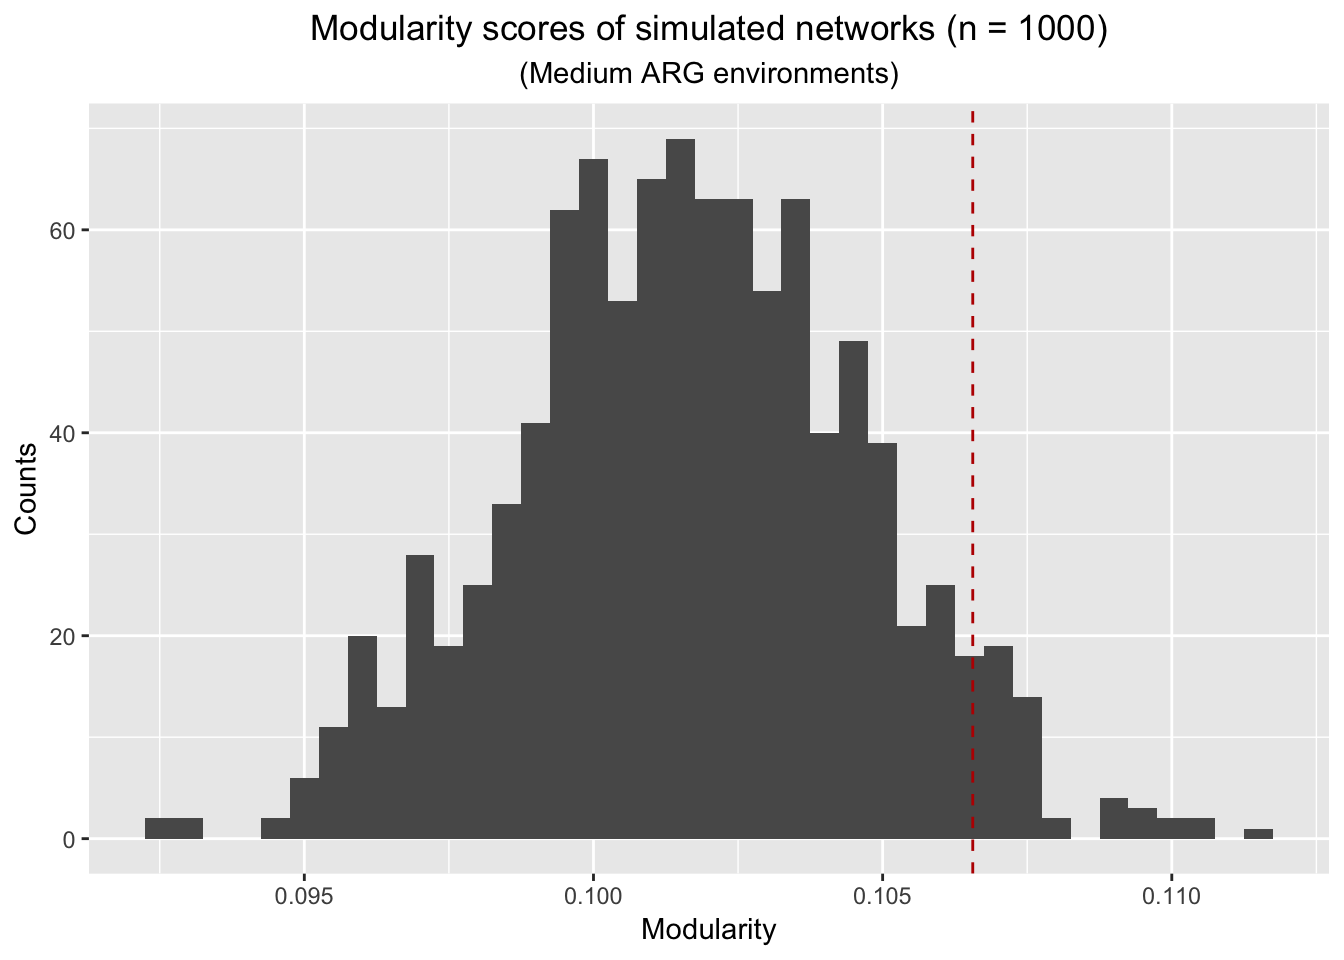 Modularity scores of simulated networks (n = 1000)
(Medium ARG environments)
Counts
60
40
20
0
0.095
0.100
0.105
0.110
Modularity